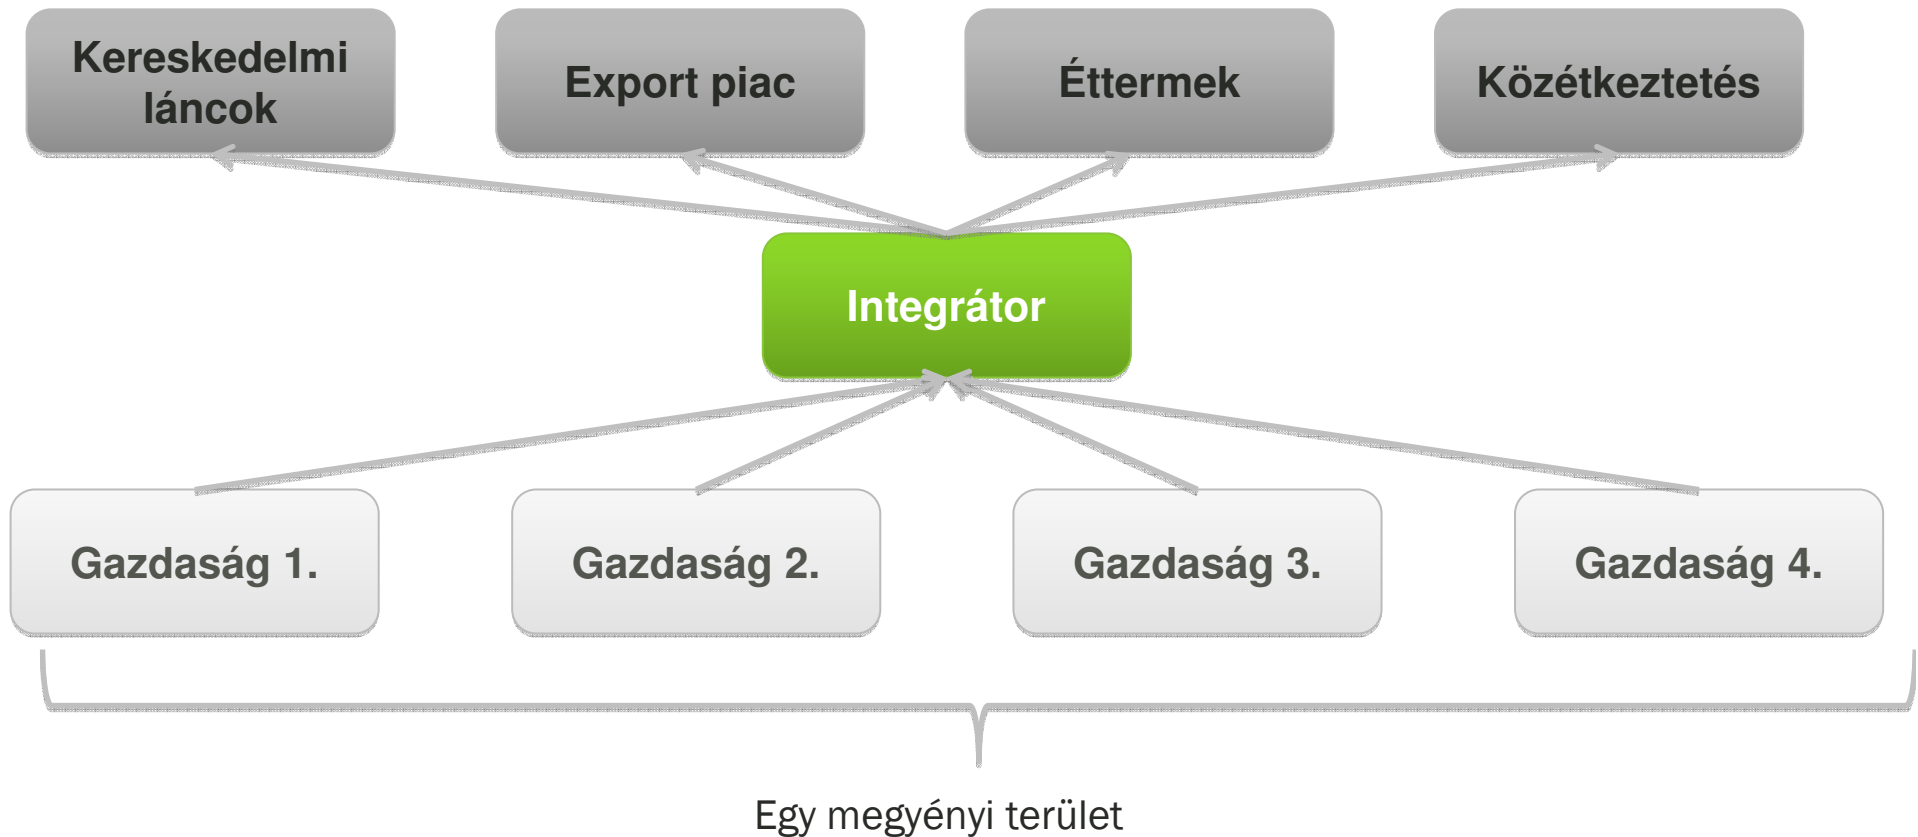 Kereskedelmi
láncok
Export piac
Éttermek
Közétkeztetés
Integrátor
Gazdaság 1.
Gazdaság 2.
Gazdaság 3.
Gazdaság 4.
Egy megyényi terület